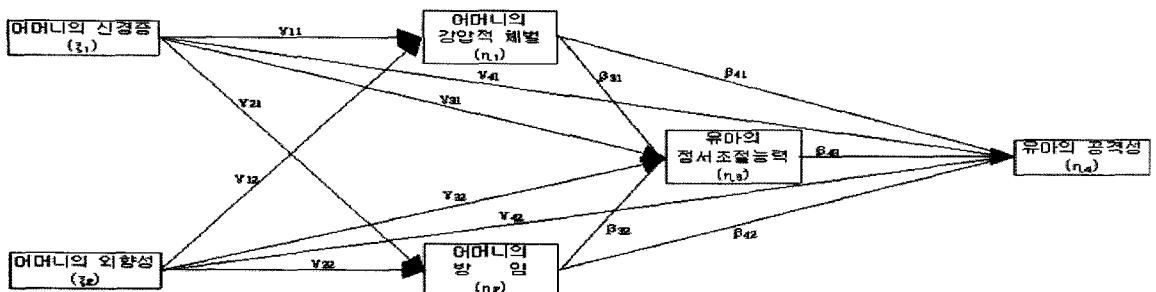 어머니의 신경증
(ξ₁)
어머니의
강압적 체벌
(η₁)
γ₁₁
γ₄₁
γ₃₁
γ₂₁
β₃₁
β₄₁
유아의
정서조절능력
(η₃)
β₄₃
유아의 공격성
(η₄)
γ₁₂
γ₃₂
γ₄₂
β₃₂
β₄₂
어머니의 외향성
(ξ₂)
γ₂₂
어머니의
방 임
(η₂)